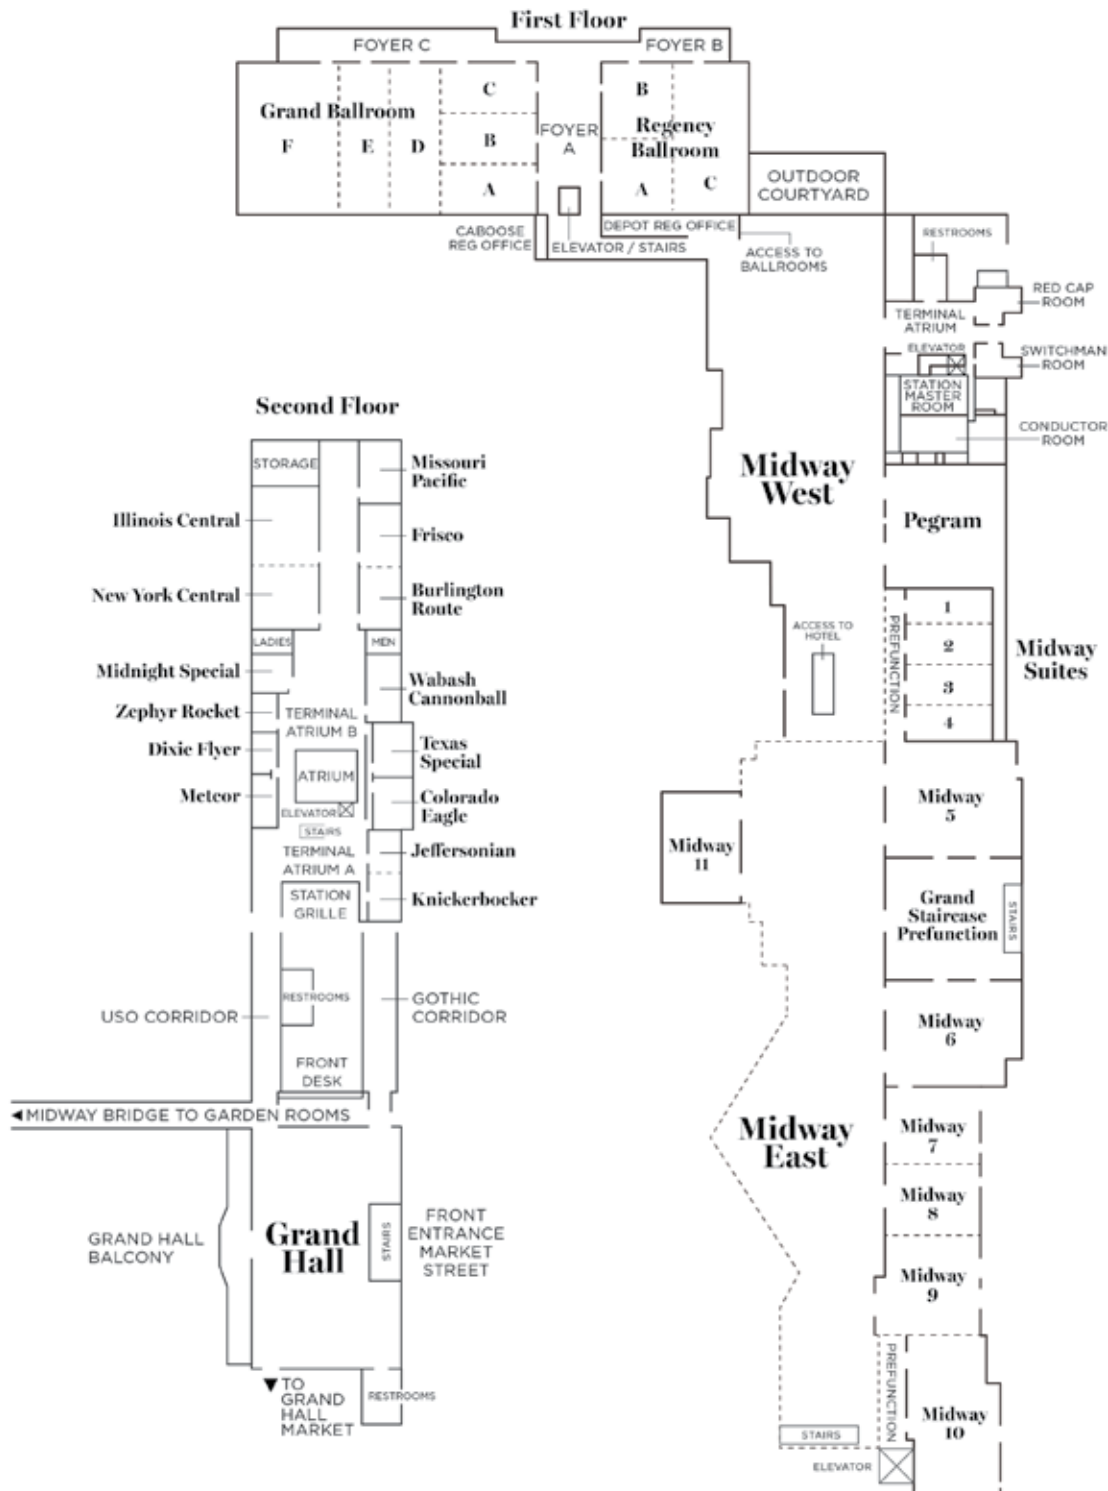 First Floor
FOYER C
FOYER B
Grand Ballroom
F
E
D
C
B
A
FOYER
A
B
Regency
Ballroom
A
C
OUTDOOR
COURTYARD
CABOOSE
REG OFFICE
ELEVATOR / STAIRS
DEPOT REG OFFICE
ACCESS TO
BALLROOMS
RESTROOMS
RED CAP
ROOM
TERMINAL
ATRIUM
ELEVATOR
SWITCHMAN
ROOM
STATION
MASTER
ROOM
CONDUCTOR
ROOM
Midway
West
Pegram
ACCESS TO
HOTEL
PREFUNCTION
1
2
3
4
Midway
Suites
Midway
5
Midway
11
Grand
Staircase
Prefunction
STAIRS
Midway
6
Midway
East
Midway
7
Midway
8
Midway
9
PREFUNCTION
Midway
10
STAIRS
ELEVATOR
Second Floor
STORAGE
Missouri
Pacific
Illinois Central
Frisco
New York Central
Burlington
Route
LADIES
MEN
Midnight Special
Wabash
Cannonball
Zephyr Rocket
TERMINAL
ATRIUM B
Dixie Flyer
Texas
Special
ATRIUM
Meteor
Colorado
Eagle
ELEVATOR
STAIRS
TERMINAL
ATRIUM A
Jeffersonian
STATION
GRILLE
Knickerbocker
RESTROOMS
USO CORRIDOR
GOTHIC
CORRIDOR
FRONT
DESK
◀MIDWAY BRIDGE TO GARDEN ROOMS
GRAND HALL
BALCONY
Grand
Hall
STAIRS
FRONT
ENTRANCE
MARKET
STREET
▼ TO
GRAND
HALL
MARKET
RESTROOMS